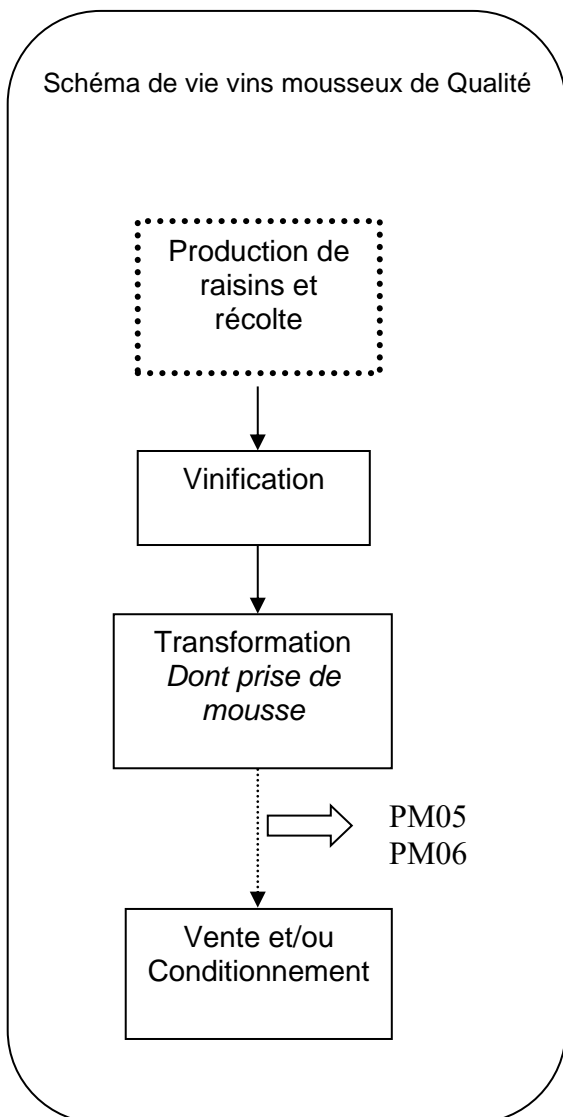 Schéma de vie vins mousseux de Qualité
Production de
raisins et
récolte
Vinification
Transformation
Dont prise de
mousse
PM05
PM06
Vente et/ou
Conditionnement